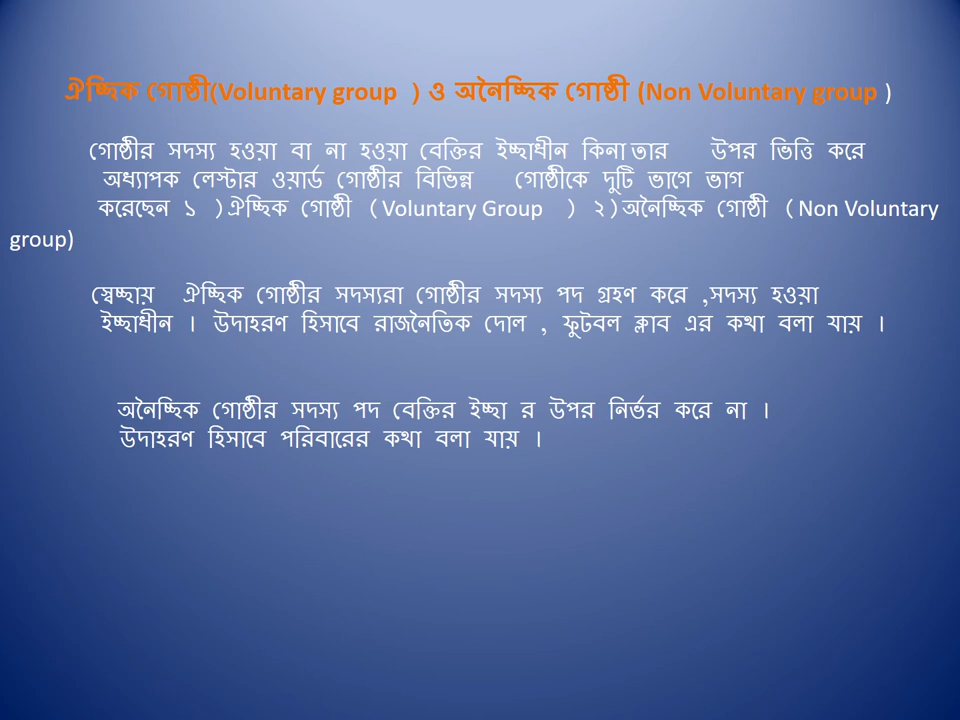 ঐচ্ছিক গোষ্ঠী(Voluntary group ) ও অনৈচ্ছিক গোষ্ঠী (Non Voluntary group )
গোষ্ঠীর সদস্য হওয়া বা না হওয়া বেক্তির ইচ্ছাধীন কিনা তার উপর ভিত্তি করে
অধ্যাপক লেস্টার ওয়ার্ড গোষ্ঠীর বিভিন্ন গোষ্ঠীকে দুটি ভাগে ভাগ
করেছেন ১ )ঐচ্ছিক গোষ্ঠী ( Voluntary Group ) ২)অনৈচ্ছিক গোষ্ঠী ( Non Voluntary
group)
স্বেচ্ছায় ঐচ্ছিক গোষ্ঠীর সদস্যরা গোষ্ঠীর সদস্য পদ গ্রহণ করে ,সদস্য হওয়া
ইচ্ছাধীন । উদাহরণ হিসাবে রাজনৈতিক দোল , ফুটবল ক্লাব এর কথা বলা যায় ।
অনৈচ্ছিক গোষ্ঠীর সদস্য পদ বেক্তির ইচ্ছা র উপর নির্ভর করে না ।
উদাহরণ হিসাবে পরিবারের কথা বলা যায় ।